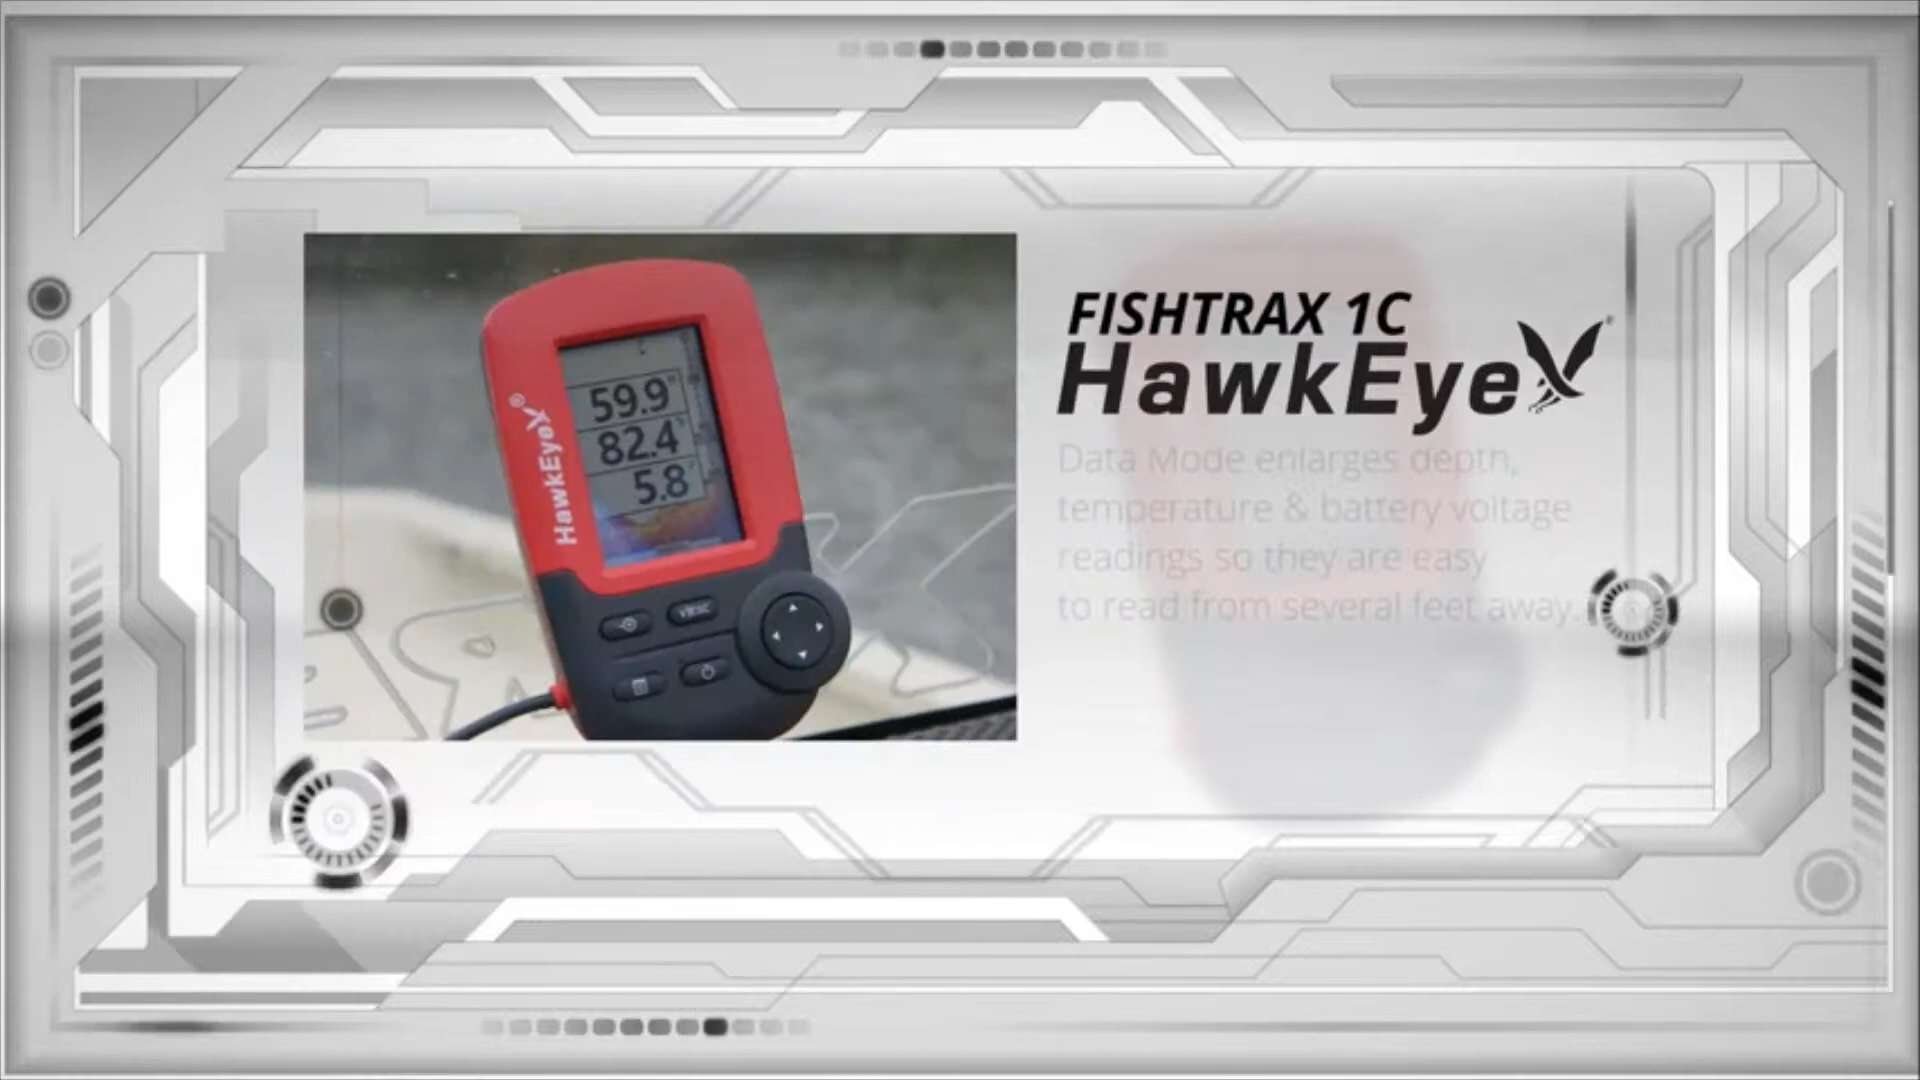 FISHTRAX 1C
HawkEye
Data Mode enlarges depth,
temperature & battery voltage
readings so they are easy
to read from several feet away.
HawkEye®
59.9
82.4
5.8
VIEW